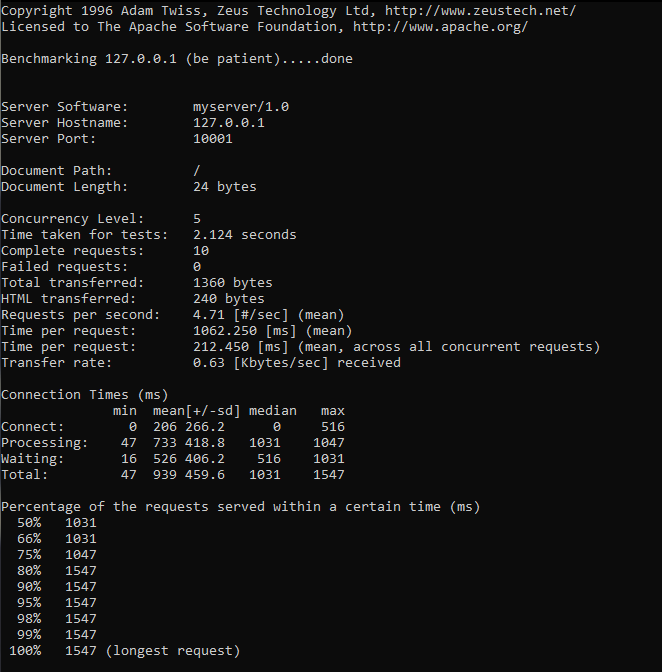 Copyright 1996 Adam Twiss, Zeus Technology Ltd, http://www.zeustech.net/
Licensed to The Apache Software Foundation, http://www.apache.org/

Benchmarking 127.0.0.1 (be patient).....done


Server Software:        myserver/1.0
Server Hostname:        127.0.0.1
Server Port:            10001

Document Path:          /
Document Length:        24 bytes

Concurrency Level:      5
Time taken for tests:   2.124 seconds
Complete requests:      10
Failed requests:        0
Total transferred:      1360 bytes
HTML transferred:       240 bytes
Requests per second:    4.71 [#/sec] (mean)
Time per request:       1062.250 [ms] (mean)
Time per request:       212.450 [ms] (mean, across all concurrent requests)
Transfer rate:          0.63 [Kbytes/sec] received

Connection Times (ms)
              min  mean[+/-sd] median   max
Connect:        0  206 266.2      0     516
Processing:    47  733 418.8   1031    1047
Waiting:       16  526 406.2    516    1031
Total:         47  939 459.6   1031    1547

Percentage of the requests served within a certain time (ms)
  50%   1031
  66%   1031
  75%   1047
  80%   1547
  90%   1547
  95%   1547
  98%   1547
  99%   1547
 100%   1547 (longest request)